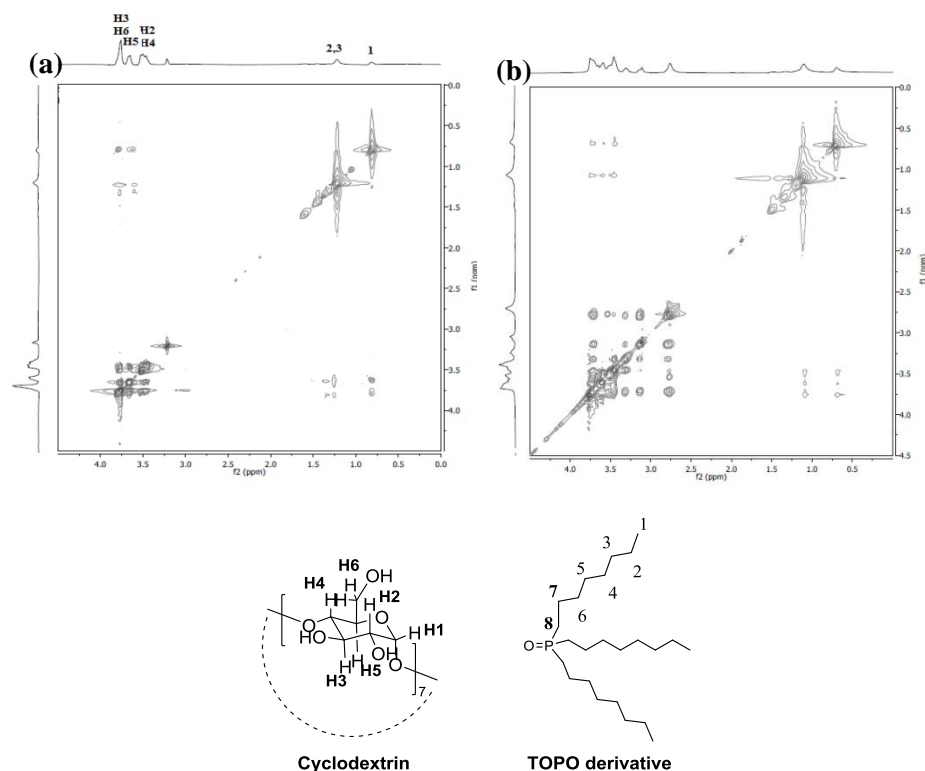 H3
H6 H5 H2
H4
2,3 1
(a)
(b)
0.0
0.5
1.0
1.5
2.0
2.5
3.0
3.5
4.0
f1 (ppm)
4.0 3.5 3.0 2.5 2.0 1.5 1.0 0.5 0.0
f2 (ppm)
0.0
0.5
1.0
1.5
2.0
2.5
3.0
3.5
4.0
4.5
f1 (ppm)
4.0 3.5 3.0 2.5 2.0 1.5 1.0 0.5
f2 (ppm)
H6
OH
H4 H H H H2
O O
HO H H1
H OH
H3 H5 O
7
Cyclodextrin
1
3
2
5
4
7
6
8
O=P
TOPO derivative